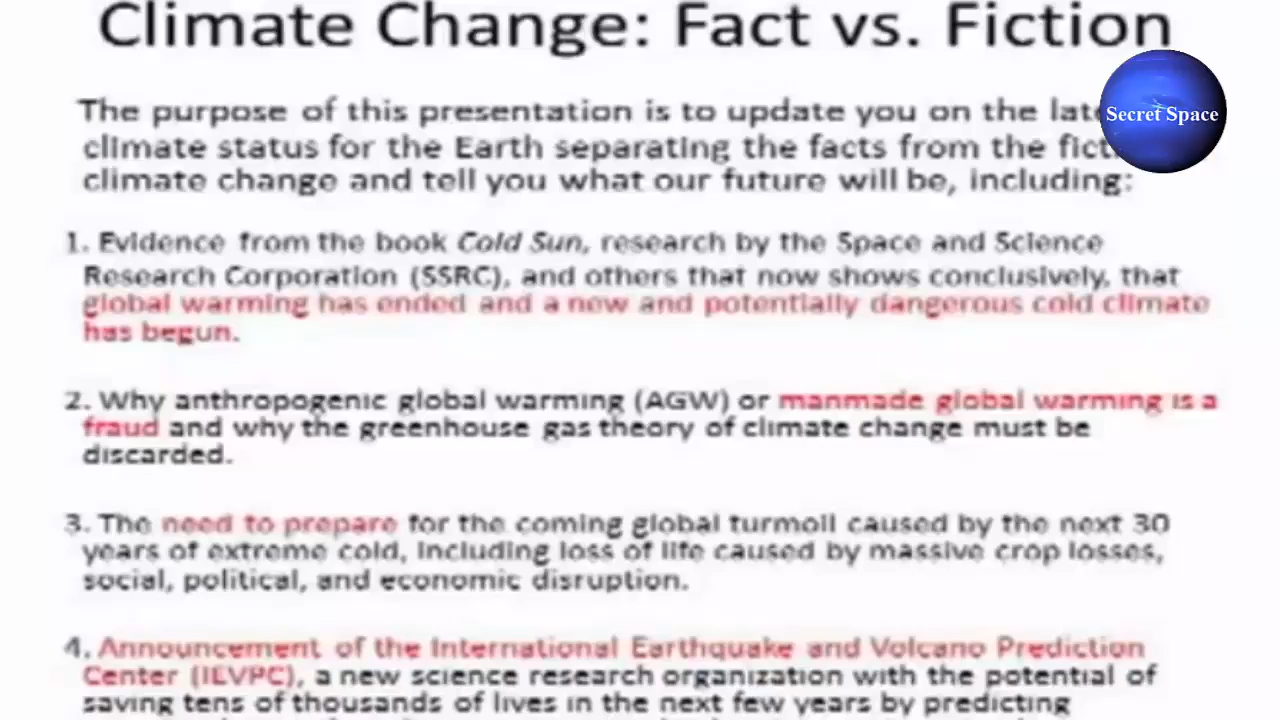 Climate Change: Fact vs. Fiction
Secret Space
The purpose of this presentation is to update you on the
climate status for the Earth separating the facts from the
climate change and tell you what our future will be, including:
1. Evidence from the book Cold Sun, research by the Space and Science
Research Corporation (SSRC), and others that now shows conclusively, that
global warming has ended and a new and potentially dangerous cold climate
has begun.
2. Why anthropogenic global warming (AGW) or manmade global warming is a
fraud and why the greenhouse gas theory of climate change must be
discarded.
3. The need to prepare for the coming global turmoil caused by the next 30
years of extreme cold, including loss of life caused by massive crop losses,
social, political, and economic disruption.
4. Announcement of the International Earthquake and Volcano Prediction
Center (IEVPC), a new science research organization with the potential of
saving tens of thousands of lives in the next few years by predicting